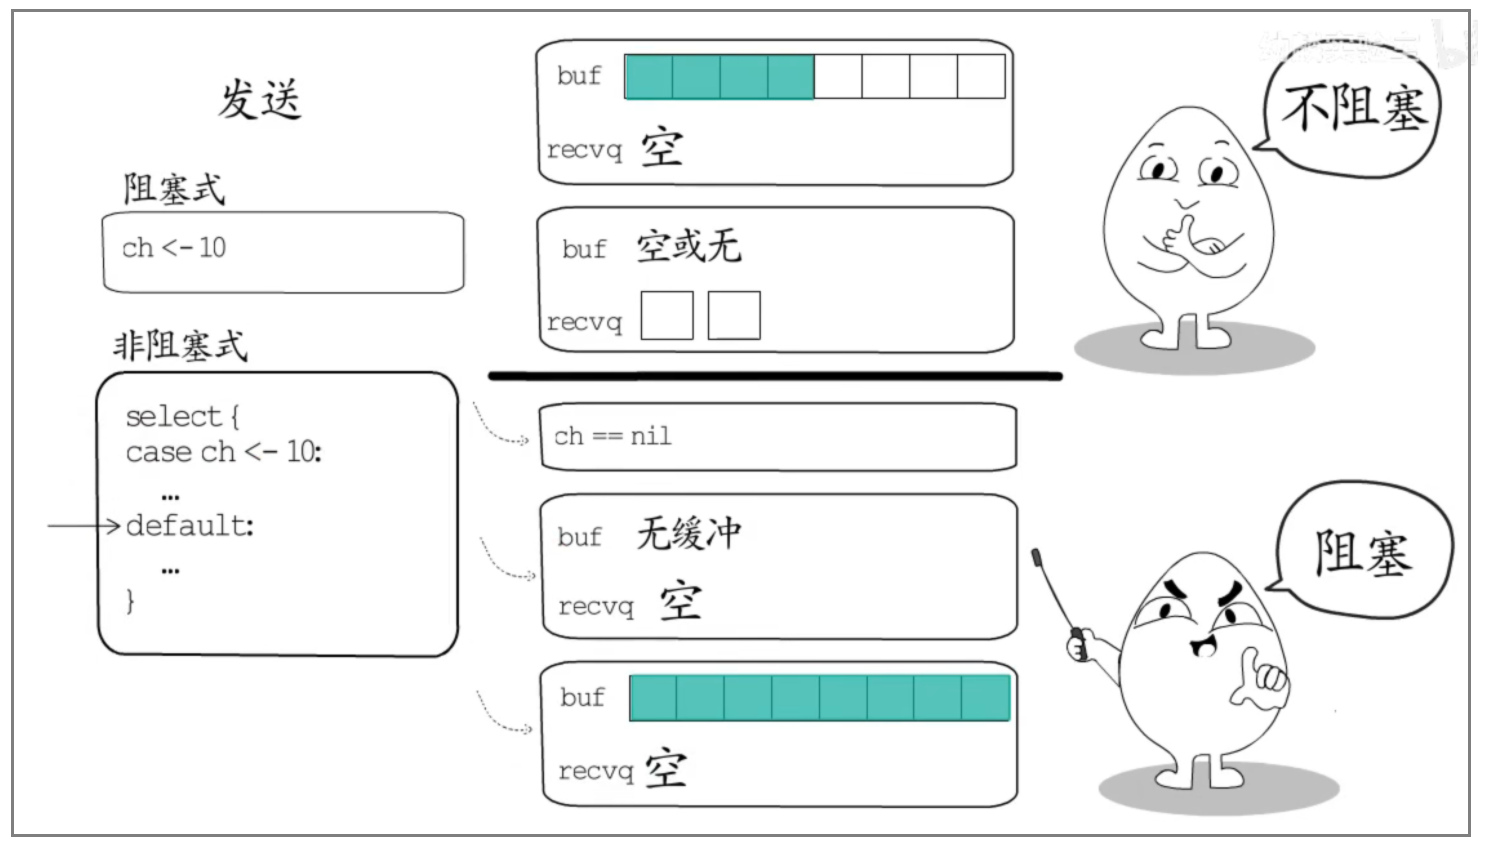 发送
阻塞式
ch <- 10
非阻塞式
select {
case ch <- 10:
...
default:
...
}
buf
recvq 空
buf 空或无
recvq
ch == nil
buf 无缓冲
recvq 空
buf
recvq 空
不阻塞
阻塞